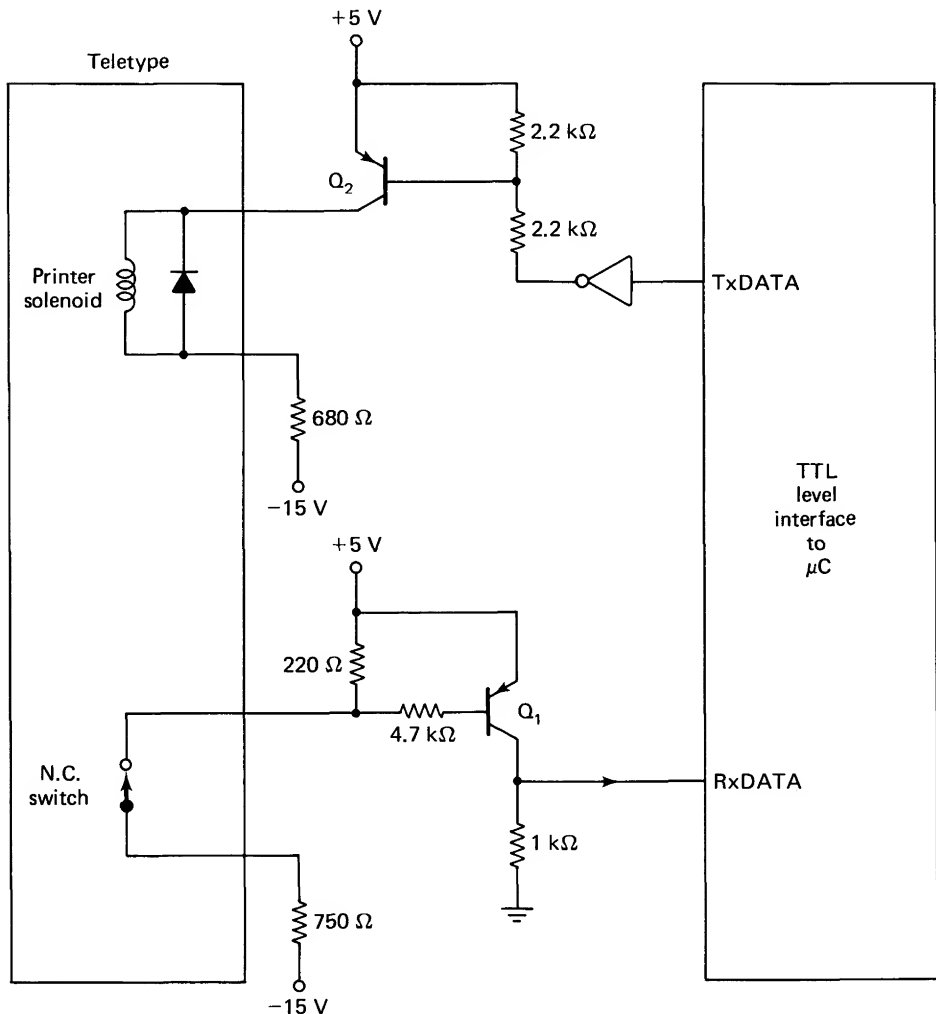 +5 V
Teletype
2.2 kΩ
Q2
2.2 kΩ
Printer
solenoid
TxDATA
680 Ω
−15 V
TTL
level
interface
to
μC
+5 V
220 Ω
Q1
4.7 kΩ
N.C.
switch
RxDATA
1 kΩ
750 Ω
−15 V